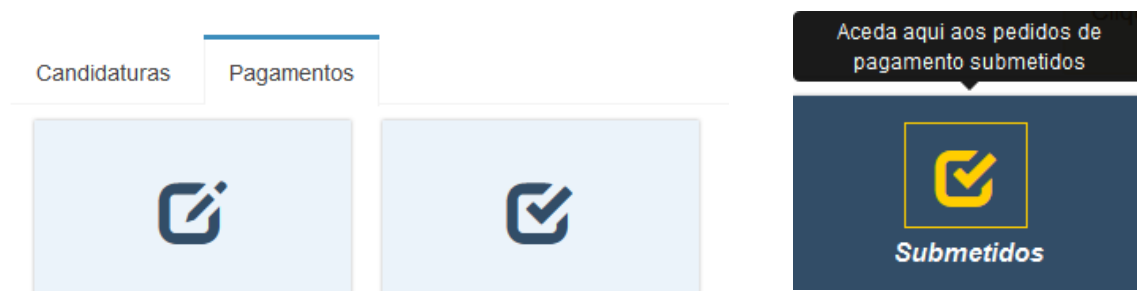 Candidaturas
Pagamentos
Aceda aqui aos pedidos de
pagamento submetidos
Submetidos